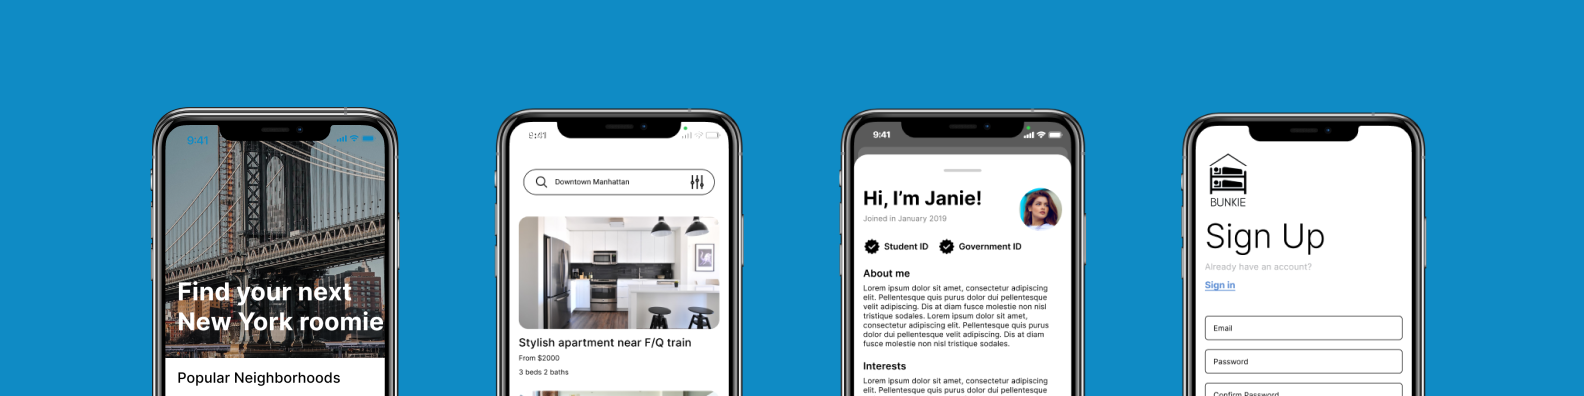 9:41
Find your next
New York roomie
Popular Neighborhoods
9:41
Downtown Manhattan
Stylish apartment near F/Q train
From $2000
3 beds 2 baths
9:41
Hi, I'm Janie!
Joined in January 2019
Student ID
Government ID
About me
Lorem ipsum dolor sit amet, consectetur adipiscing
elit. Pellentesque quis purus dolor dui pellentesque
velit adipiscing. Dis at diam fusce molestie non nisl
tristique sodales. Lorem ipsum dolor sit amet,
consectetur adipiscing elit. Pellentesque quis purus
dolor dui pellentesque velit adipiscing. Dis at diam
fusce molestie non nisl tristique sodales.
Interests
Lorem ipsum dolor sit amet, consectetur adipiscing
elit. Pellentesque quis purus dolor dui pellentesque
BUNKIE
Sign Up
Already have an account?
Sign in
Email
Password
Confirm Password